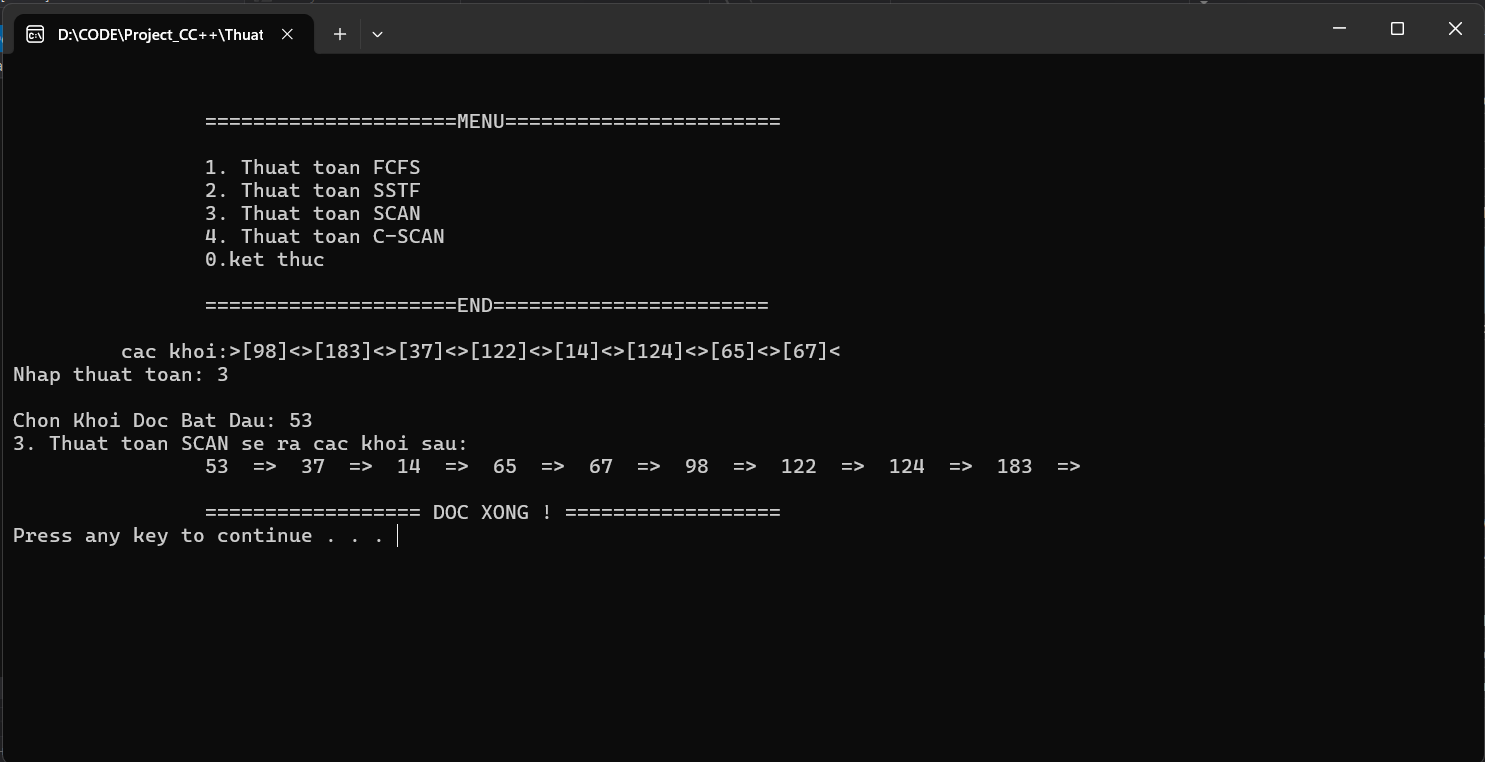 D:\CODE\Project_CC++\Thuat
=====================MENU=======================
1. Thuat toan FCFS
2. Thuat toan SSTF
3. Thuat toan SCAN
4. Thuat toan C-SCAN
0.ket thuc
=====================END=======================
cac khoi:>[98]<>[183]<>[37]<>[122]<>[14]<>[124]<>[65]<>[67]<
Nhap thuat toan: 3
Chon Khoi Doc Bat Dau: 53
3. Thuat toan SCAN se ra cac khoi sau:
53 => 37 => 14 => 65 => 67 => 98 => 122 => 124 => 183 =>
================== DOC XONG ! ==================
Press any key to continue . . .